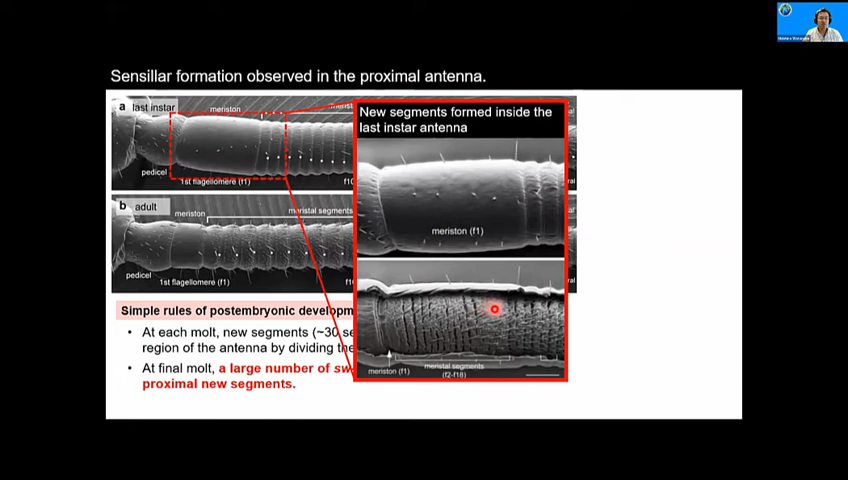 Sensillar formation observed in the proximal antenna.
a last instar
meriston
pedicel
1st flagellomere (f1)
b adult
meriston
meristal segments
pedicel
1st flagellomere (f1)
New segments formed inside the
last instar antenna
meriston (f1)
meriston (f1)
meristal segments
(f2-f18)
Simple rules of postembryonic developm
• At each molt, new segments (~30 se
region of the antenna by dividing the
• At final molt, a large number of sw
proximal new segments.